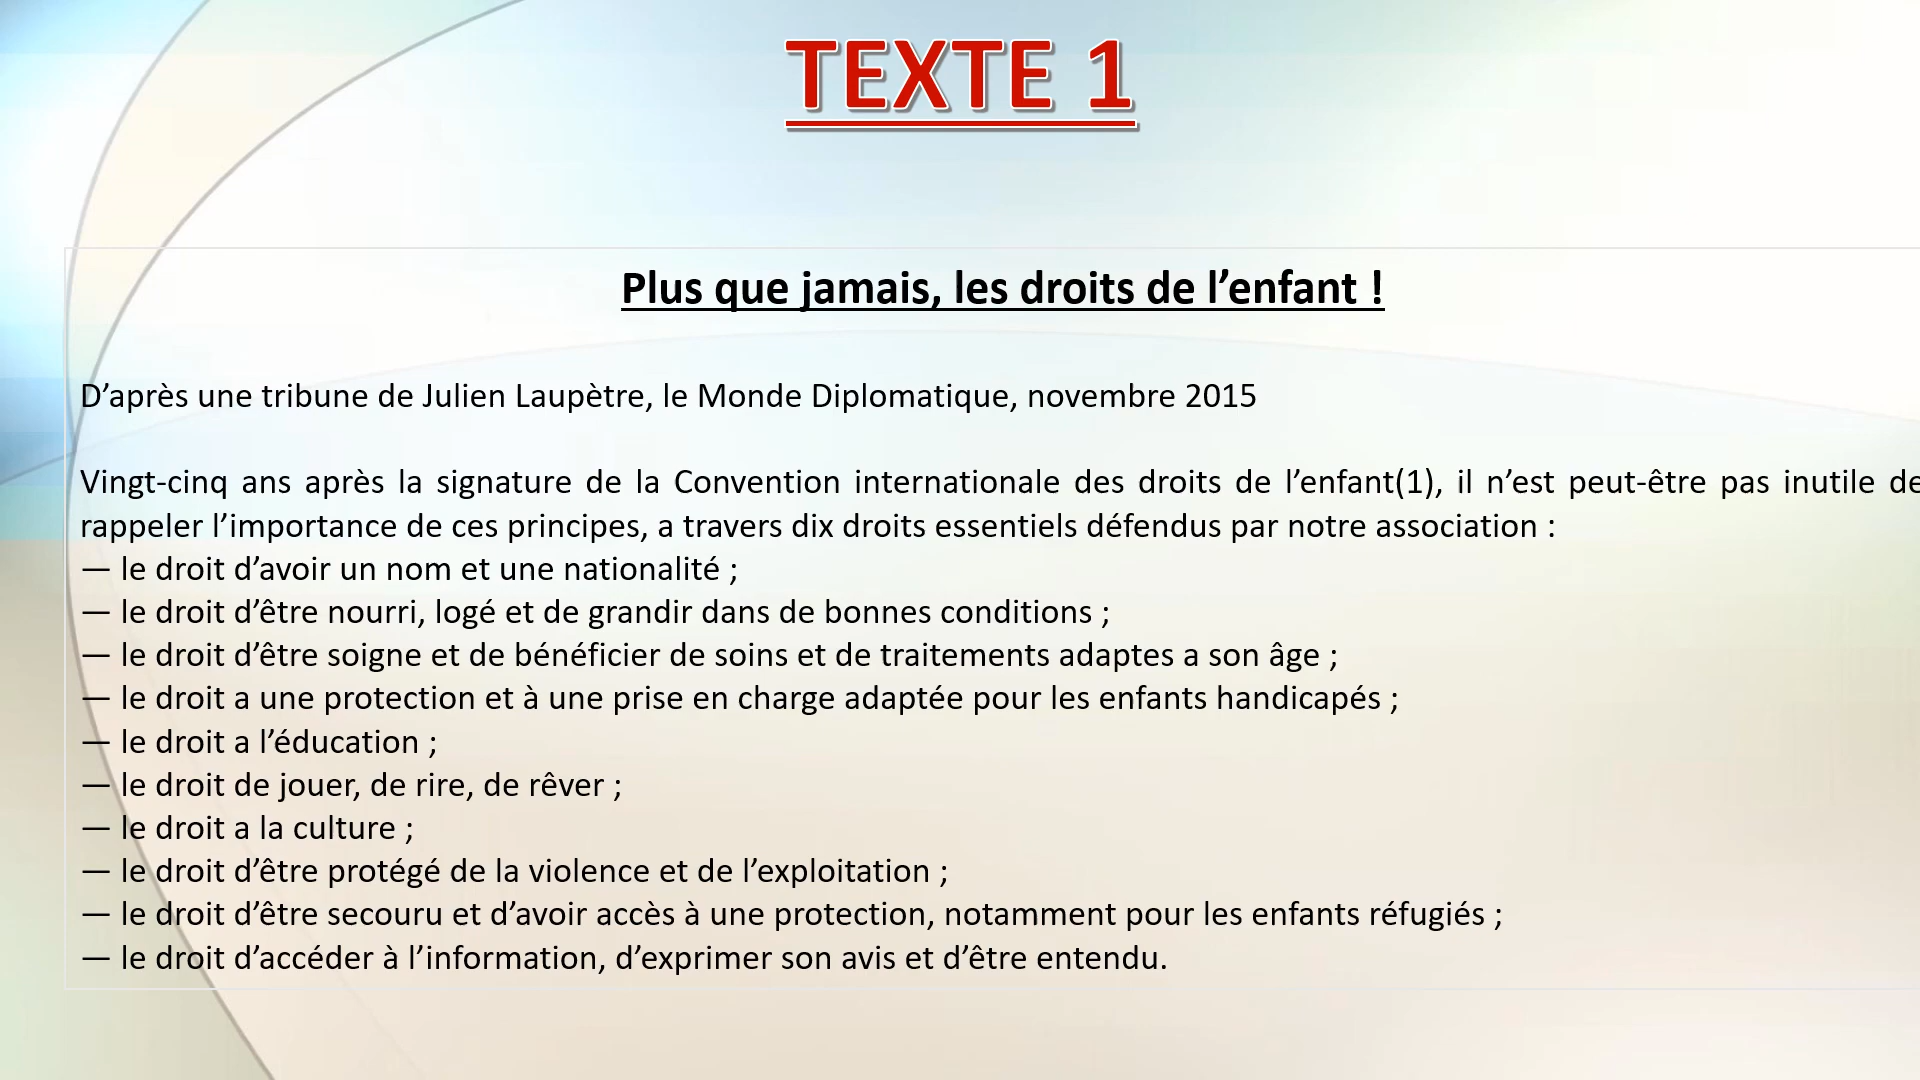 TEXTE 1
Plus que jamais, les droits de l’enfant !
D’après une tribune de Julien Laupètre, le Monde Diplomatique, novembre 2015
Vingt-cinq ans après la signature de la Convention internationale des droits de l’enfant(1), il n’est peut-être pas inutile de
rappeler l’importance de ces principes, a travers dix droits essentiels défendus par notre association :
— le droit d’avoir un nom et une nationalité ;
— le droit d’être nourri, logé et de grandir dans de bonnes conditions ;
— le droit d’être soigne et de bénéficier de soins et de traitements adaptes a son âge ;
— le droit a une protection et à une prise en charge adaptée pour les enfants handicapés ;
— le droit a l’éducation ;
— le droit de jouer, de rire, de rêver ;
— le droit a la culture ;
— le droit d’être protégé de la violence et de l’exploitation ;
— le droit d’être secouru et d’avoir accès à une protection, notamment pour les enfants réfugiés ;
— le droit d’accéder à l’information, d’exprimer son avis et d’être entendu.